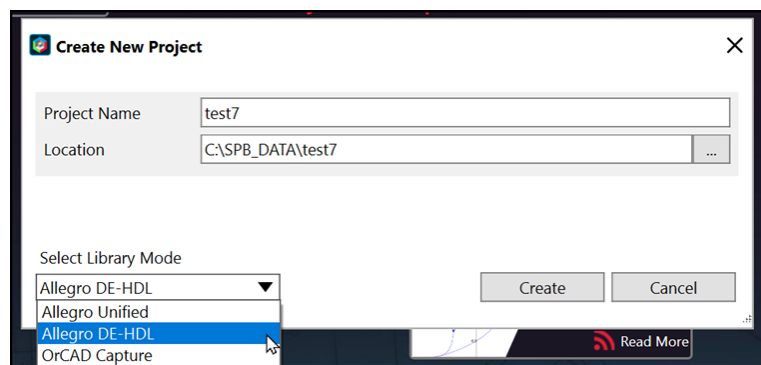 Create New Project
Project Name test7
Location C:\SPB_DATA\test7 ...
Select Library Mode
Allegro DE-HDL Create Cancel
Allegro Unified
Allegro DE-HDL
OrCAD Capture
Read More